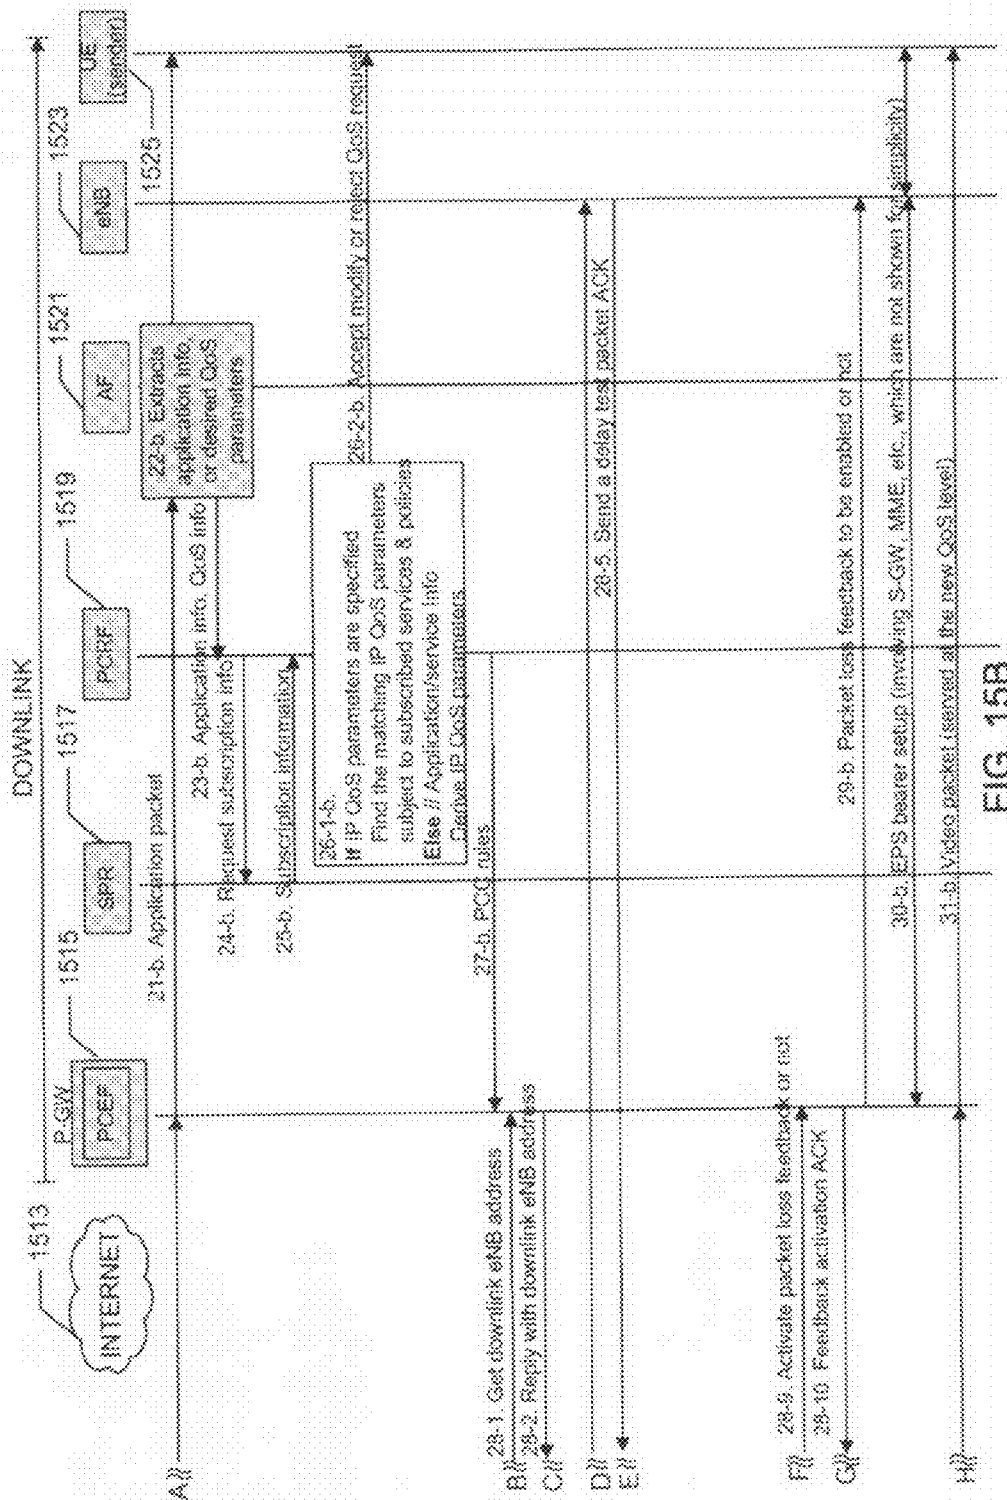 DOWNLINK
1513
INTERNET
P.GW
PCEF
1515
SPR
1517
PCRF
1519
AF
1521
eNB
1523
UE
(sender)
1525
A
21-b. Application packet
22-b. Extracts
application info
or desired QoS
parameters
23-b. Application info. QoS info
24-b. Request subscription info
25-b. Subscription information
26-1-b.
If IP QoS parameters are specified
Find the matching IP QoS parameters
subject to subscribed services & policies
Else // Application/service Info
Derive IP QoS parameters
26-2-b. Accept modify or reject QoS request
27-b. PCC rules
28-1. Get downlink eNB address
B
28-2. Reply with downlink eNB address
C
D
28-5. Send a delay test packet ACK
E
28-9. Activate packet loss feedback or not
F
28-10. Feedback activation ACK
G
29-b. Packet loss feedback to be enabled or not
30-b. EPS bearer setup (involving S-GW, MME, etc., which are not shown for simplicity)
31-b Video packet (served at the new QoS level)
H
FIG. 15B